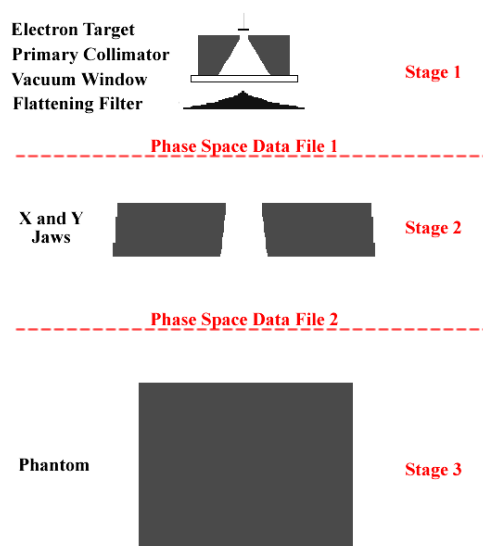 Electron Target
Primary Collimator
Vacuum Window
Flattening Filter
Stage 1
Phase Space Data File 1
X and Y
Jaws
Stage 2
Phase Space Data File 2
Phantom
Stage 3